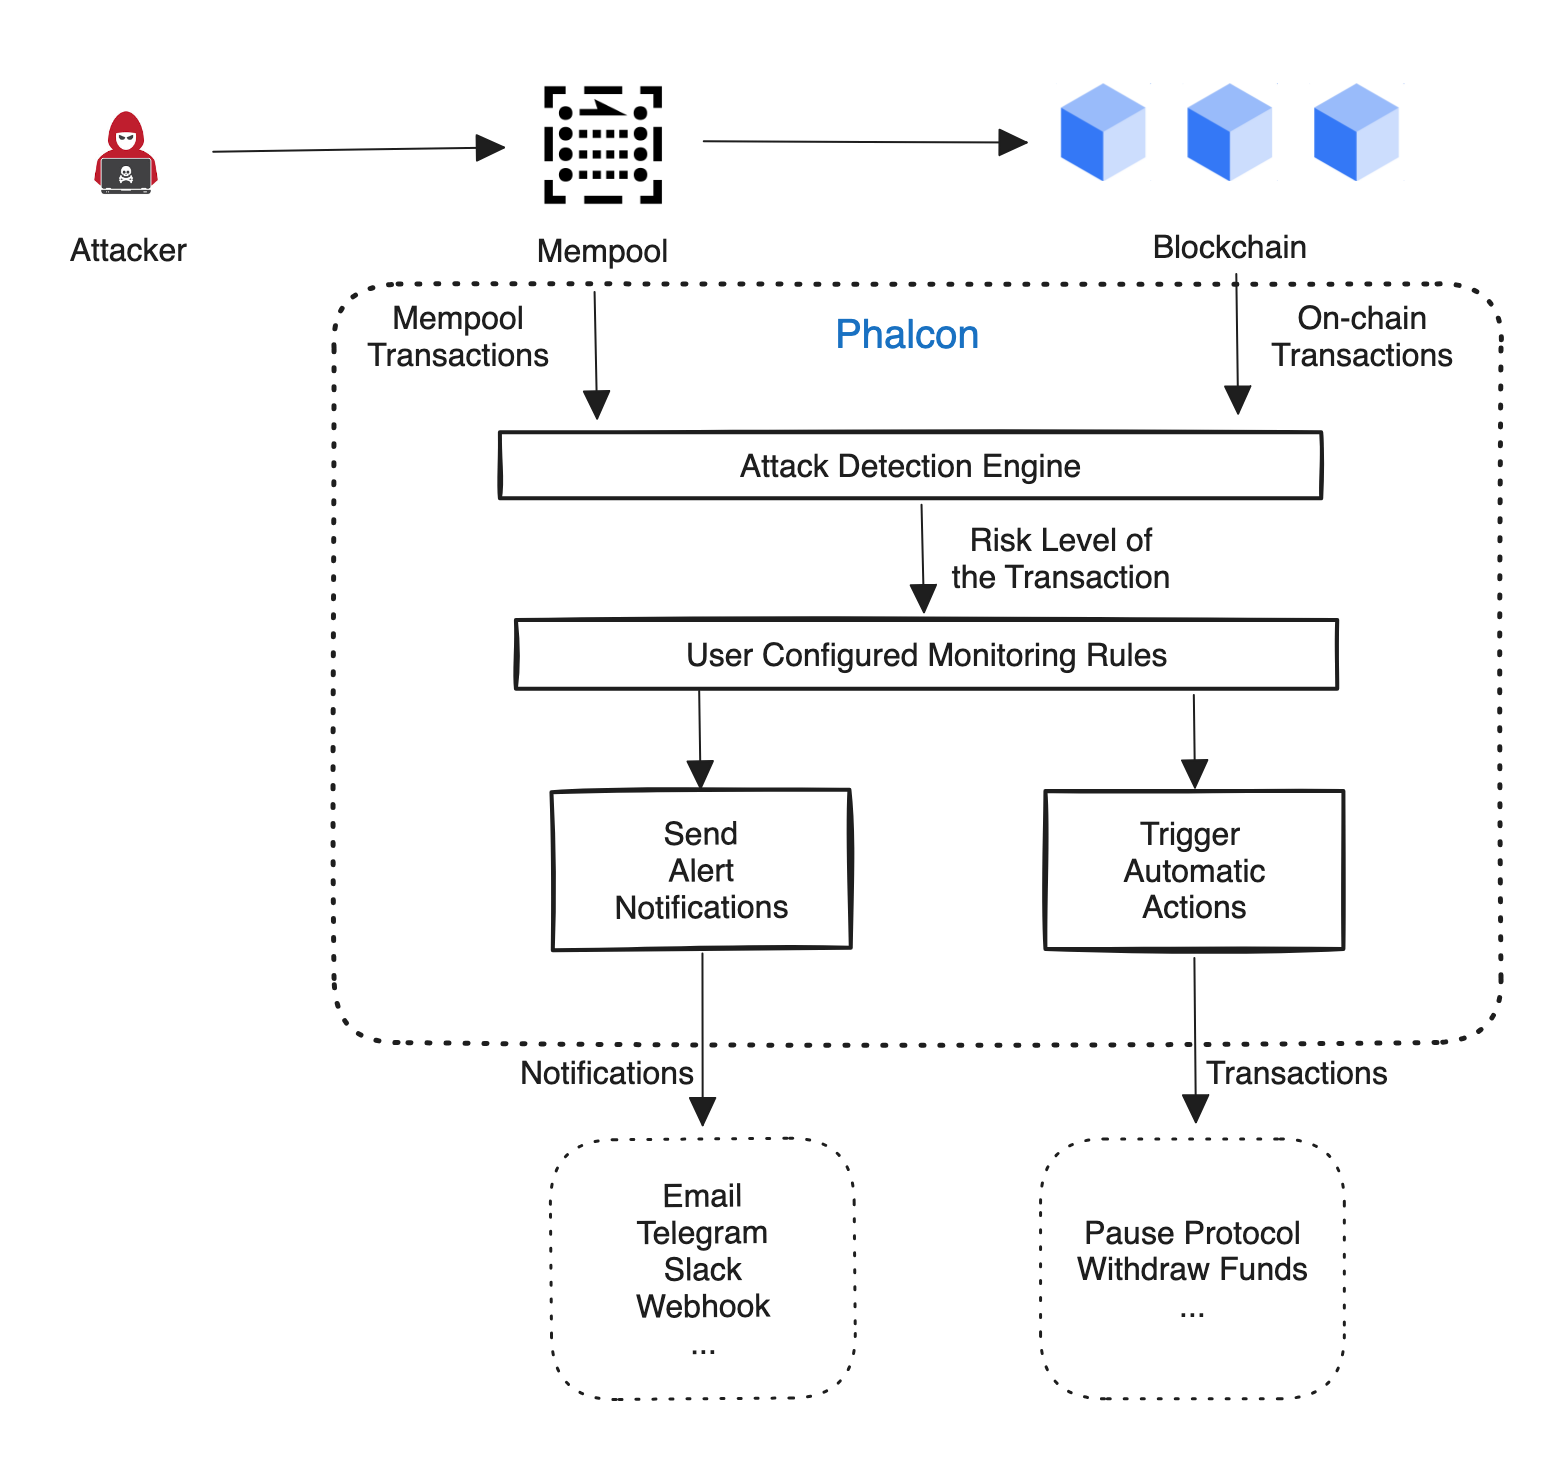 Attacker
Mempool
Blockchain
Mempool
Transactions
Phalcon
On-chain
Transactions
Attack Detection Engine
Risk Level of
the Transaction
User Configured Monitoring Rules
Send
Alert
Notifications
Trigger
Automatic
Actions
Notifications
Transactions
Email
Telegram
Slack
Webhook
...
Pause Protocol
Withdraw Funds
...